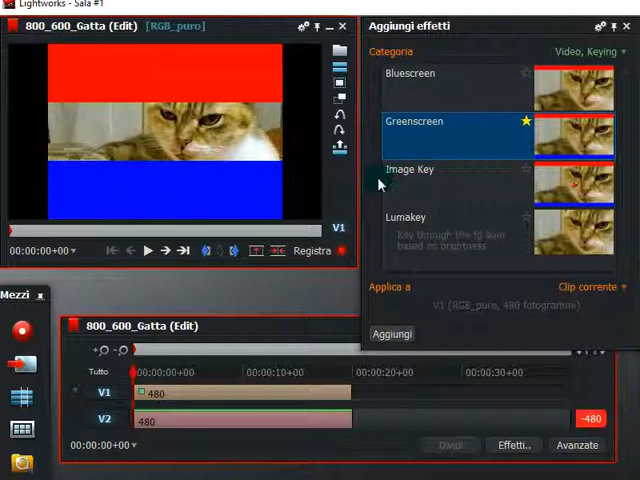 Lightworks - Sala #1
800_600_Gatta (Edit) [RGB_puro]
V1
00:00:00+00
Registra
Aggiungi effetti
Categoria
Video, Keying
Bluescreen
Greenscreen
Image Key
Lumakey
Key through the fg layer
based on brightness
Applica a
Clip corrente
V1 (RGB_puro, 480 fotogrammi)
Aggiungi
Mezzi
800_600_Gatta (Edit)
Tutto
00:00:00+00
00:00:10+00
00:00:20+00
00:00:30+00
V1
480
V2
480
-480
00:00:00+00
Dividi
Effetti..
Avanzate